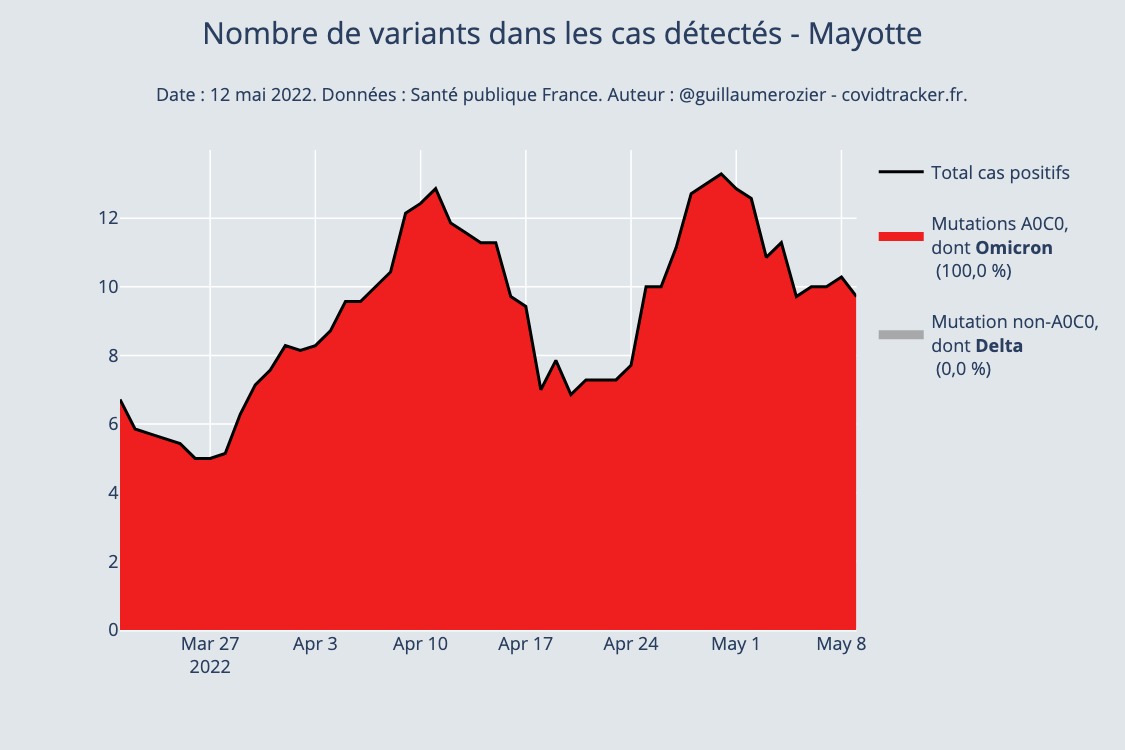 Nombre de variants dans les cas détectés - Mayotte
Date : 12 mai 2022. Données : Santé publique France. Auteur : @guillaumerozier - covidtracker.fr.
Total cas positifs
Mutations A0C0,
dont Omicron
(100,0 %)
Mutation non-A0C0,
dont Delta
(0,0 %)
12
10
8
6
4
2
0
Mar 27
2022
Apr 3
Apr 10
Apr 17
Apr 24
May 1
May 8